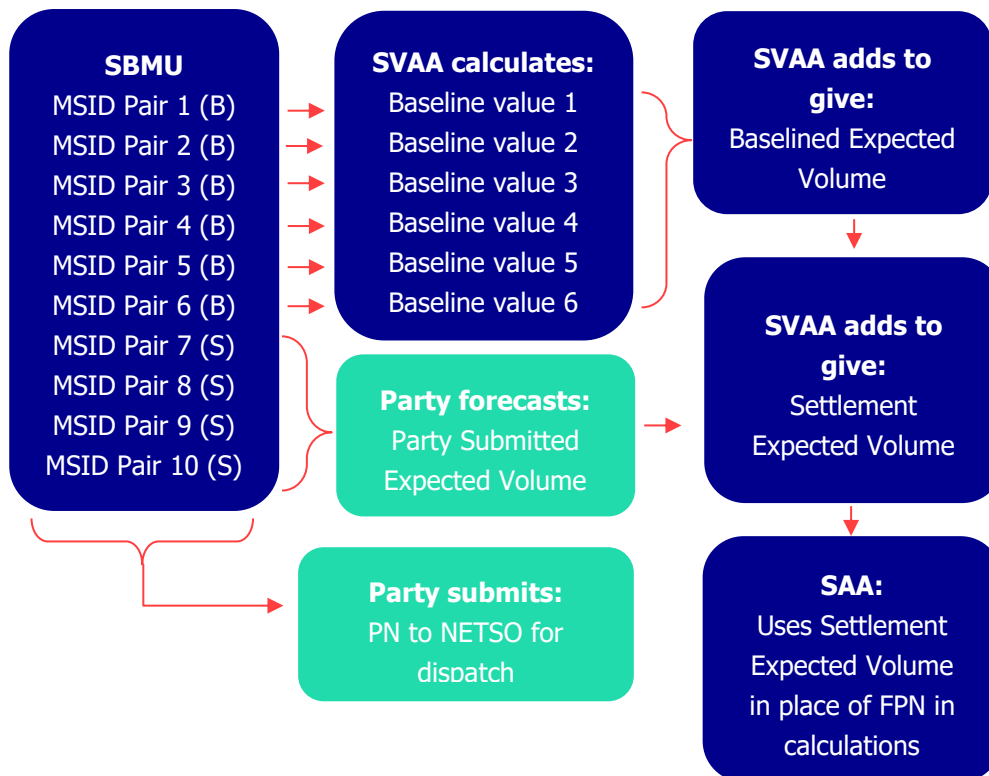 SBMU
MSID Pair 1 (B)
MSID Pair 2 (B)
MSID Pair 3 (B)
MSID Pair 4 (B)
MSID Pair 5 (B)
MSID Pair 6 (B)
MSID Pair 7 (S)
MSID Pair 8 (S)
MSID Pair 9 (S)
MSID Pair 10 (S)
SVAA calculates:
Baseline value 1
Baseline value 2
Baseline value 3
Baseline value 4
Baseline value 5
Baseline value 6
SVAA adds to
give:
Baselined Expected
Volume
Party forecasts:
Party Submitted
Expected Volume
SVAA adds to
give:
Settlement
Expected Volume
Party submits:
PN to NETSO for
dispatch
SAA:
Uses Settlement
Expected Volume
in place of FPN in
calculations